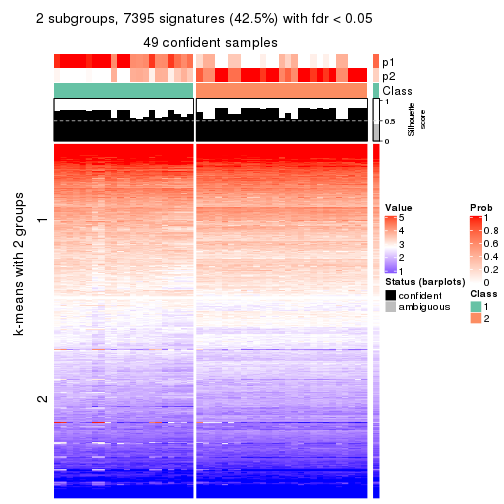 2 subgroups, 7395 signatures (42.5%) with fdr < 0.05
49 confident samples
p1
p2
Class
1
0.5
0
Silhouette
score
k-means with 2 groups
1
2
Value
5
4
3
2
1
Prob
1
0.8
0.6
0.4
0.2
0
Status (barplots)
confident
ambiguous
Class
1
2